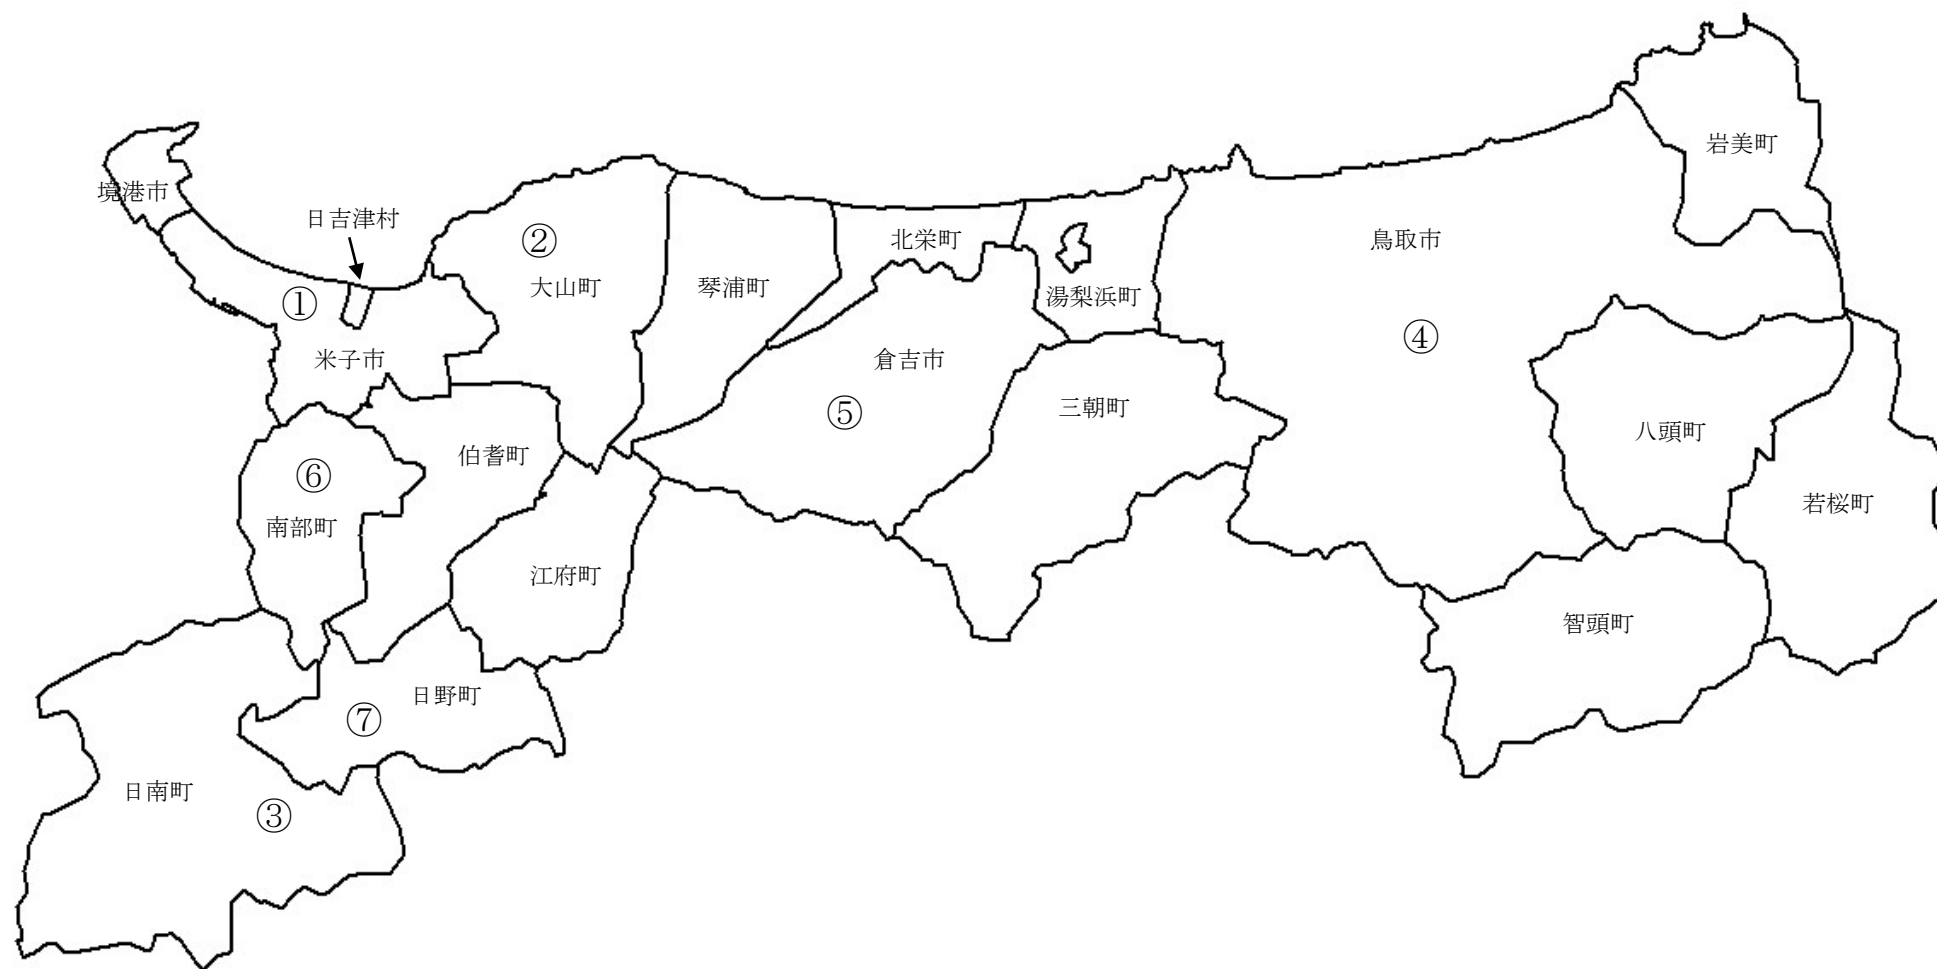 岩美町
境港市
日吉津村
②
北栄町
鳥取市
①
大山町
琴浦町
湯梨浜町
④
米子市
倉吉市
⑤
三朝町
八頭町
伯耆町
⑥
南部町
若桜町
江府町
智頭町
日野町
⑦
日南町
③